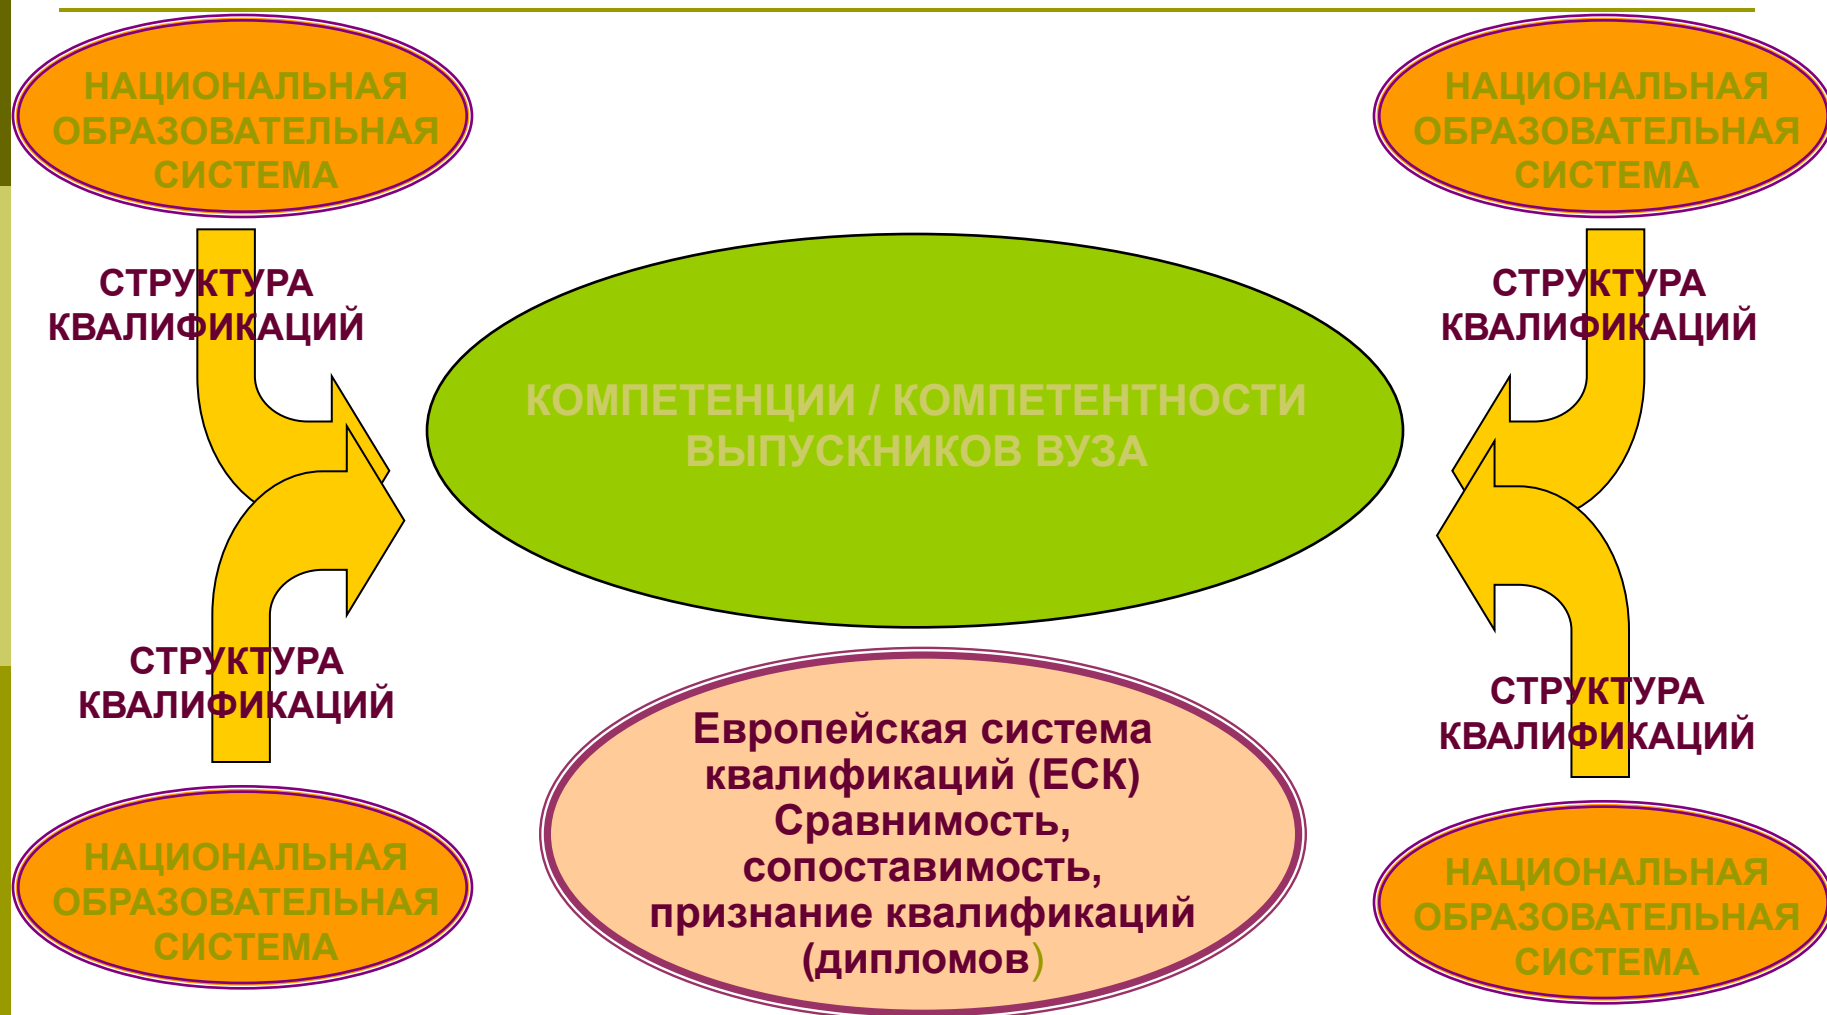 НАЦИОНАЛЬНАЯ
ОБРАЗОВАТЕЛЬНАЯ
СИСТЕМА
НАЦИОНАЛЬНАЯ
ОБРАЗОВАТЕЛЬНАЯ
СИСТЕМА
СТРУКТУРА
КВАЛИФИКАЦИЙ
СТРУКТУРА
КВАЛИФИКАЦИЙ
КОМПЕТЕНЦИИ / КОМПЕТЕНТНОСТИ
ВЫПУСКНИКОВ ВУЗА
СТРУКТУРА
КВАЛИФИКАЦИЙ
СТРУКТУРА
КВАЛИФИКАЦИЙ
Европейская система
квалификаций (ЕСК)
Сравнимость,
сопоставимость,
признание квалификаций
(дипломов)
НАЦИОНАЛЬНАЯ
ОБРАЗОВАТЕЛЬНАЯ
СИСТЕМА
НАЦИОНАЛЬНАЯ
ОБРАЗОВАТЕЛЬНАЯ
СИСТЕМА